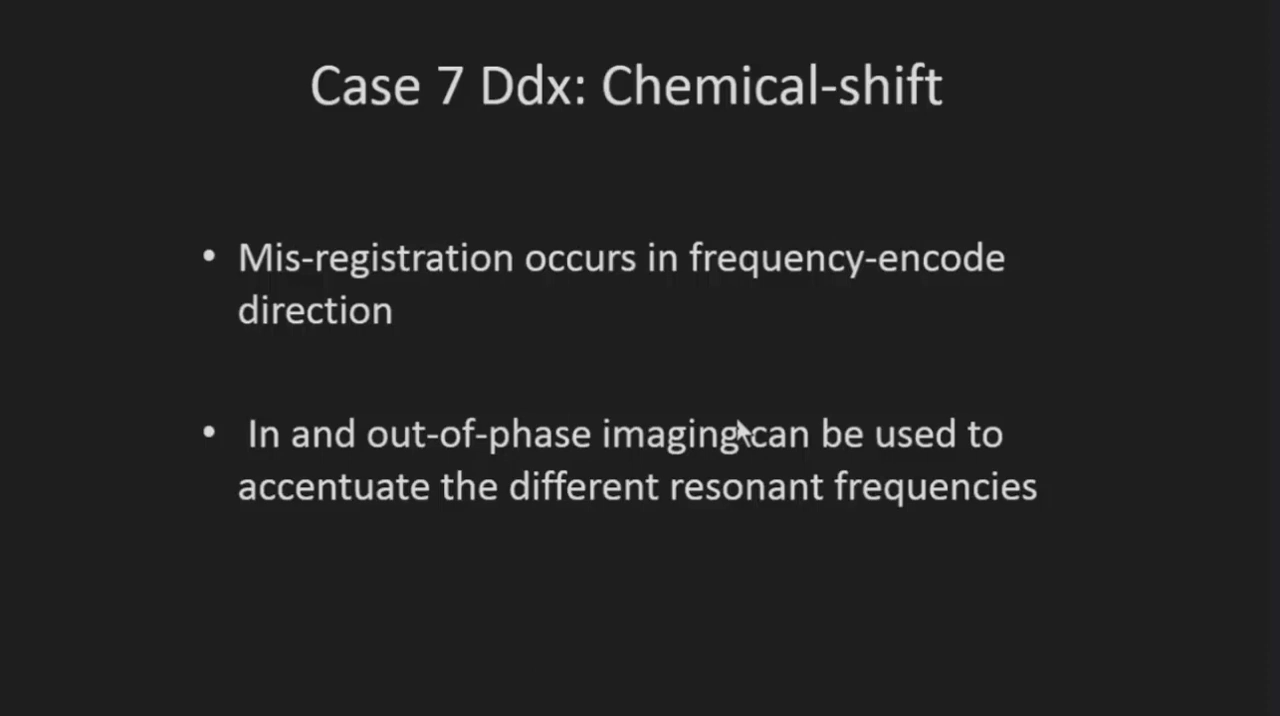 Case 7 Ddx: Chemical-shift
• Mis-registration occurs in frequency-encode
direction
• In and out-of-phase imaging can be used to
accentuate the different resonant frequencies